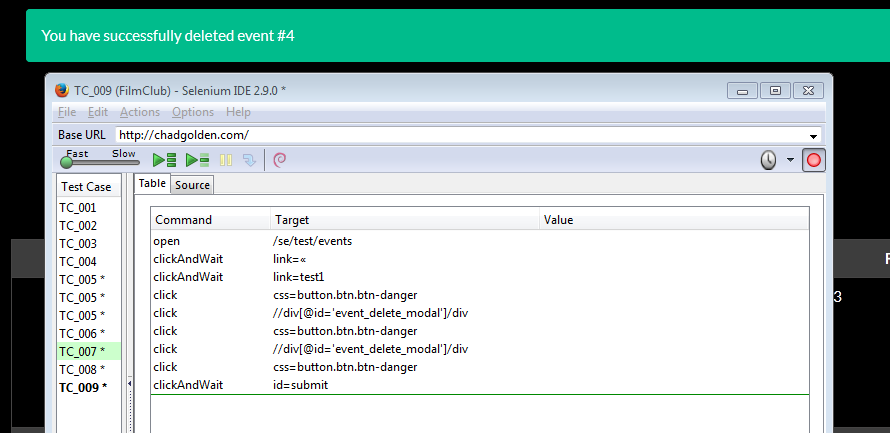 You have successfully deleted event #4
TC_009 (FilmClub) - Selenium IDE 2.9.0 *
File Edit Actions Options Help
Base URL http://chadgolden.com/
Fast Slow
Test Case
Table Source
TC_001
TC_002
TC_003
TC_004
TC_005 *
TC_005 *
TC_005 *
TC_006 *
TC_007 *
TC_008 *
TC_009 *
Command Target Value
open /se/test/events
clickAndWait link=«
clickAndWait link=test1
click css=button.btn.btn-danger
click //div[@id='event_delete_modal']/div
click css=button.btn.btn-danger
click //div[@id='event_delete_modal']/div
click css=button.btn.btn-danger
clickAndWait id=submit
3